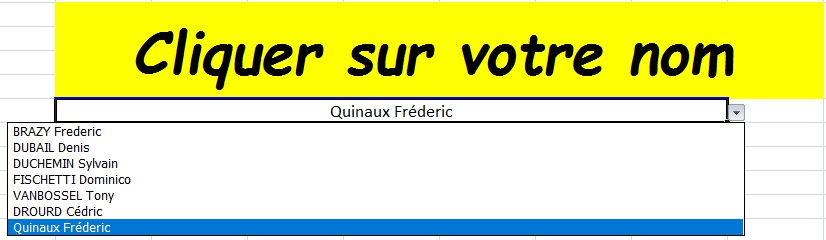 Cliquer sur votre nom
Quinaux Fréderic
BRAZY Frederic
DUBAIL Denis
DUCHEMIN Sylvain
FISCHETTI Dominico
VANBOSSEL Tony
DROURD Cédric
Quinaux Fréderic